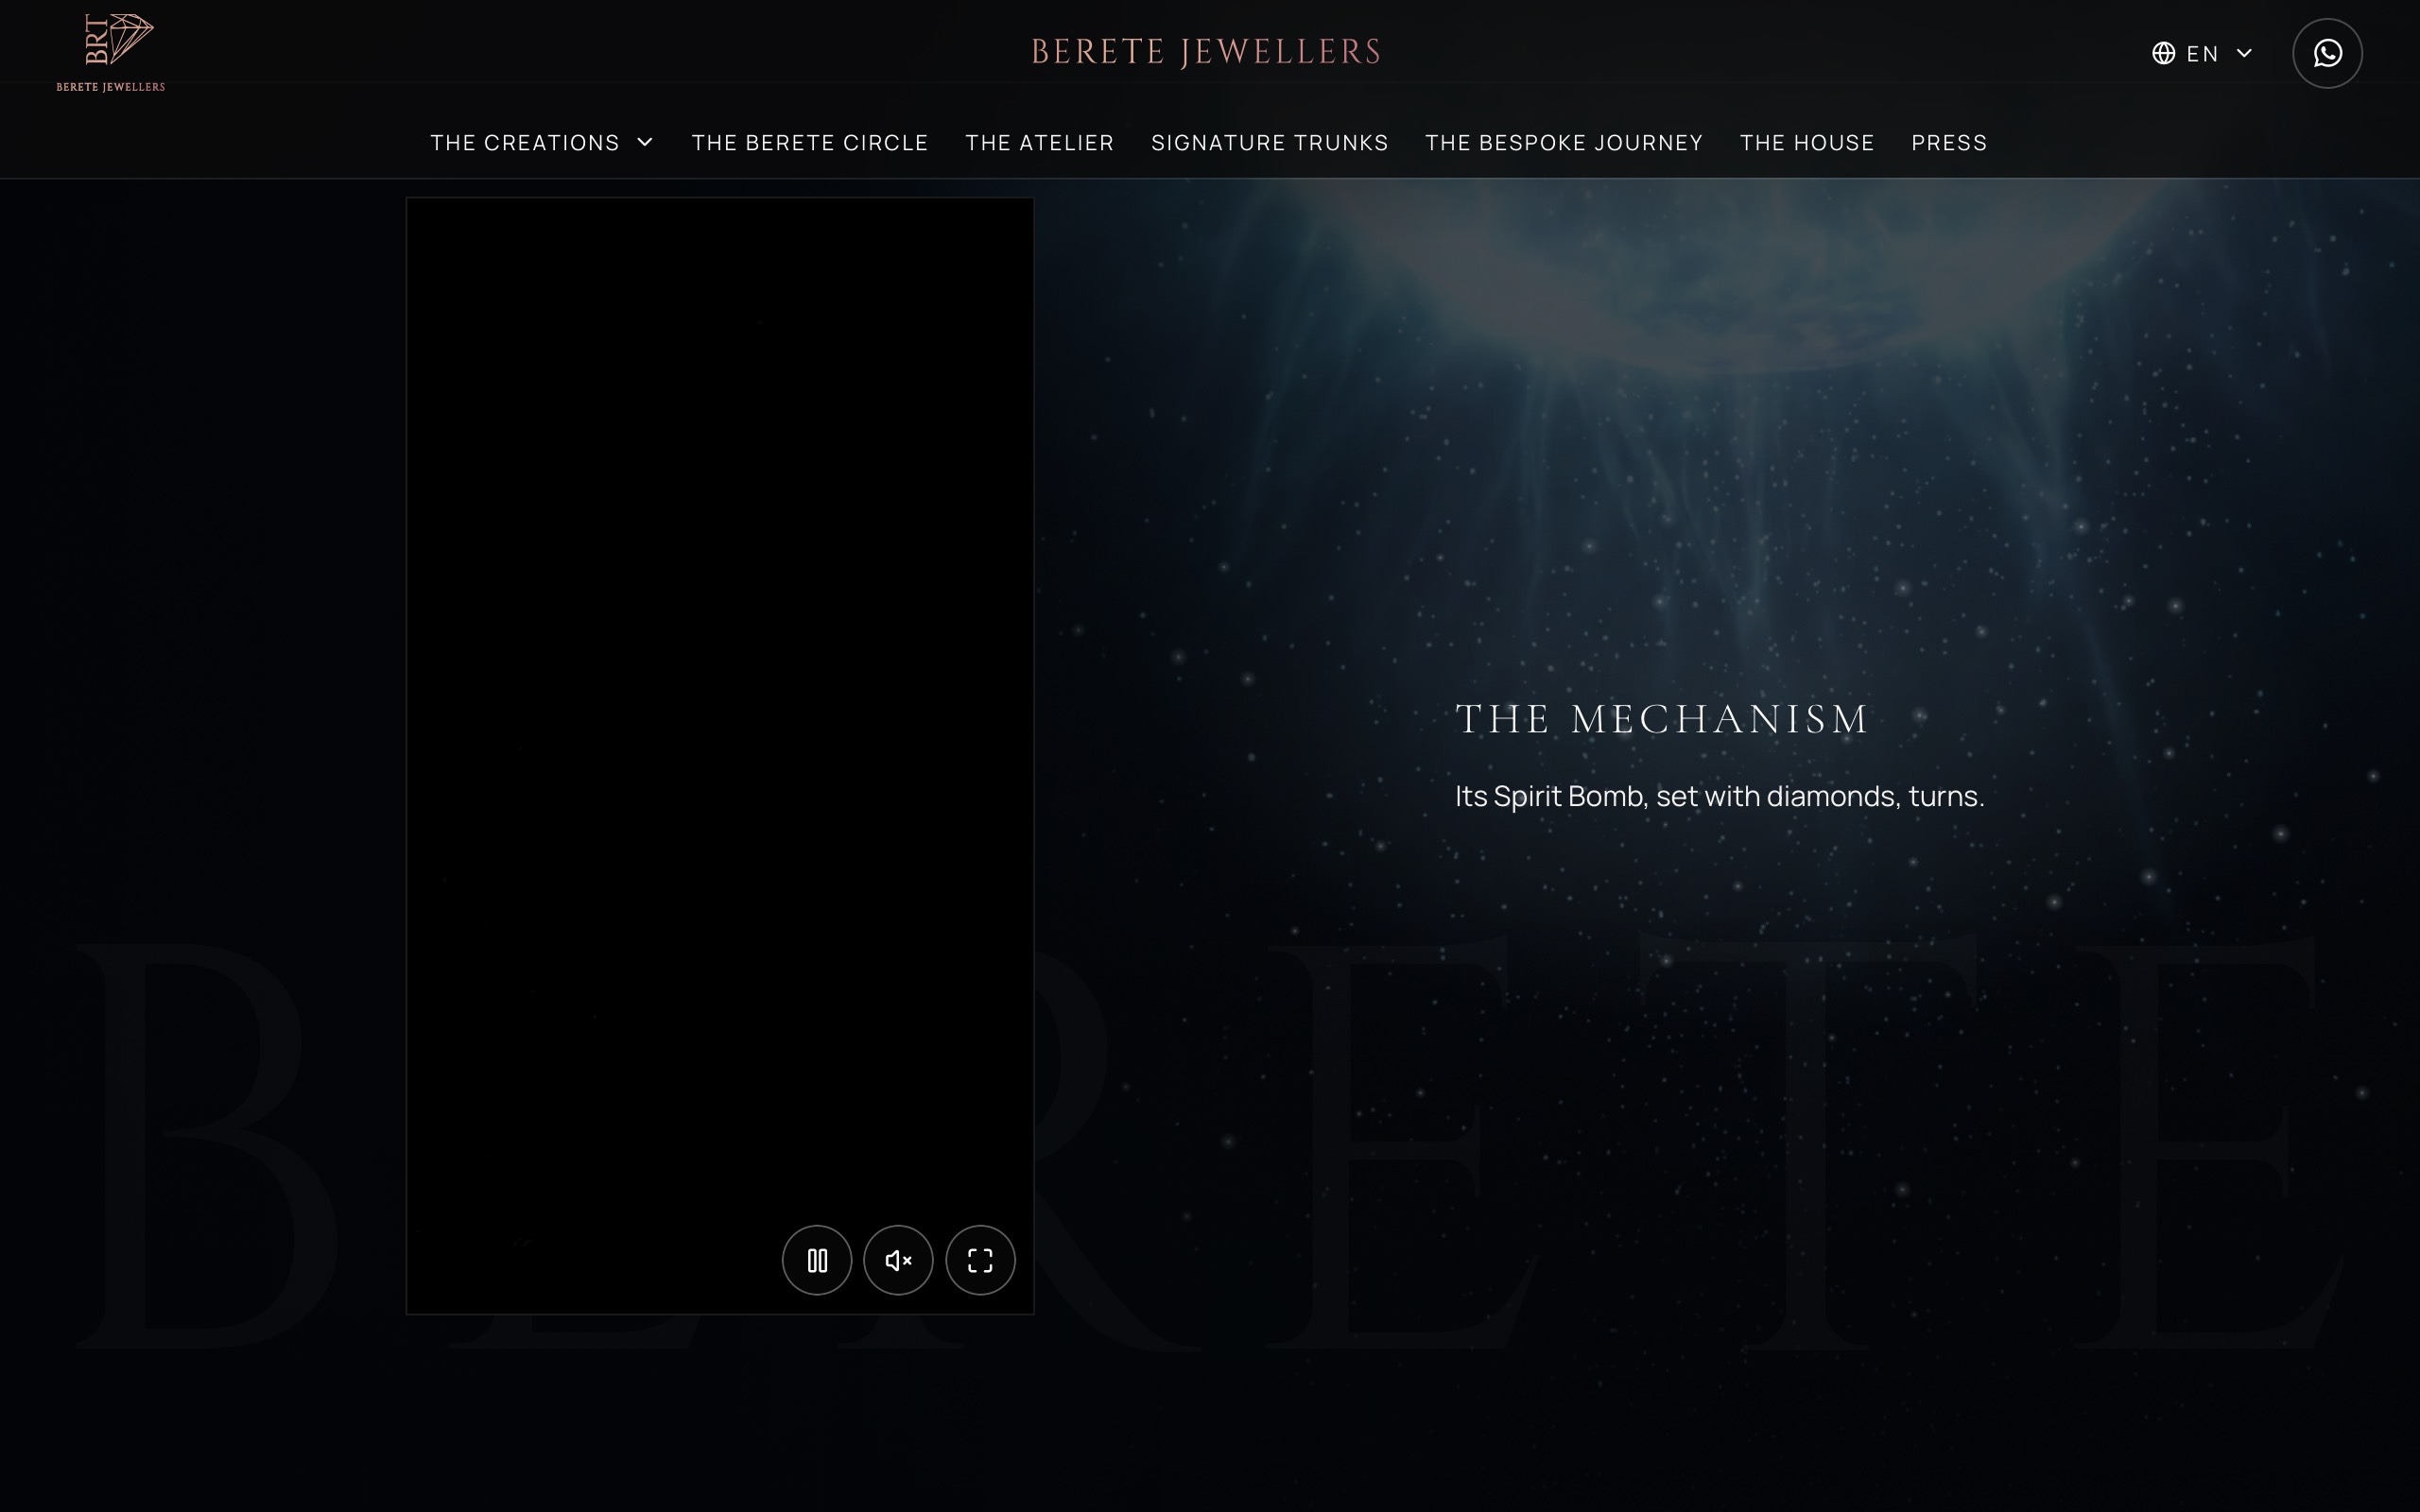 BRT
BERETE JEWELLERS
BERETE JEWELLERS
EN
THE CREATIONS THE BERETE CIRCLE THE ATELIER SIGNATURE TRUNKS THE BESPOKE JOURNEY THE HOUSE PRESS
THE MECHANISM
Its Spirit Bomb, set with diamonds, turns.
BERETE